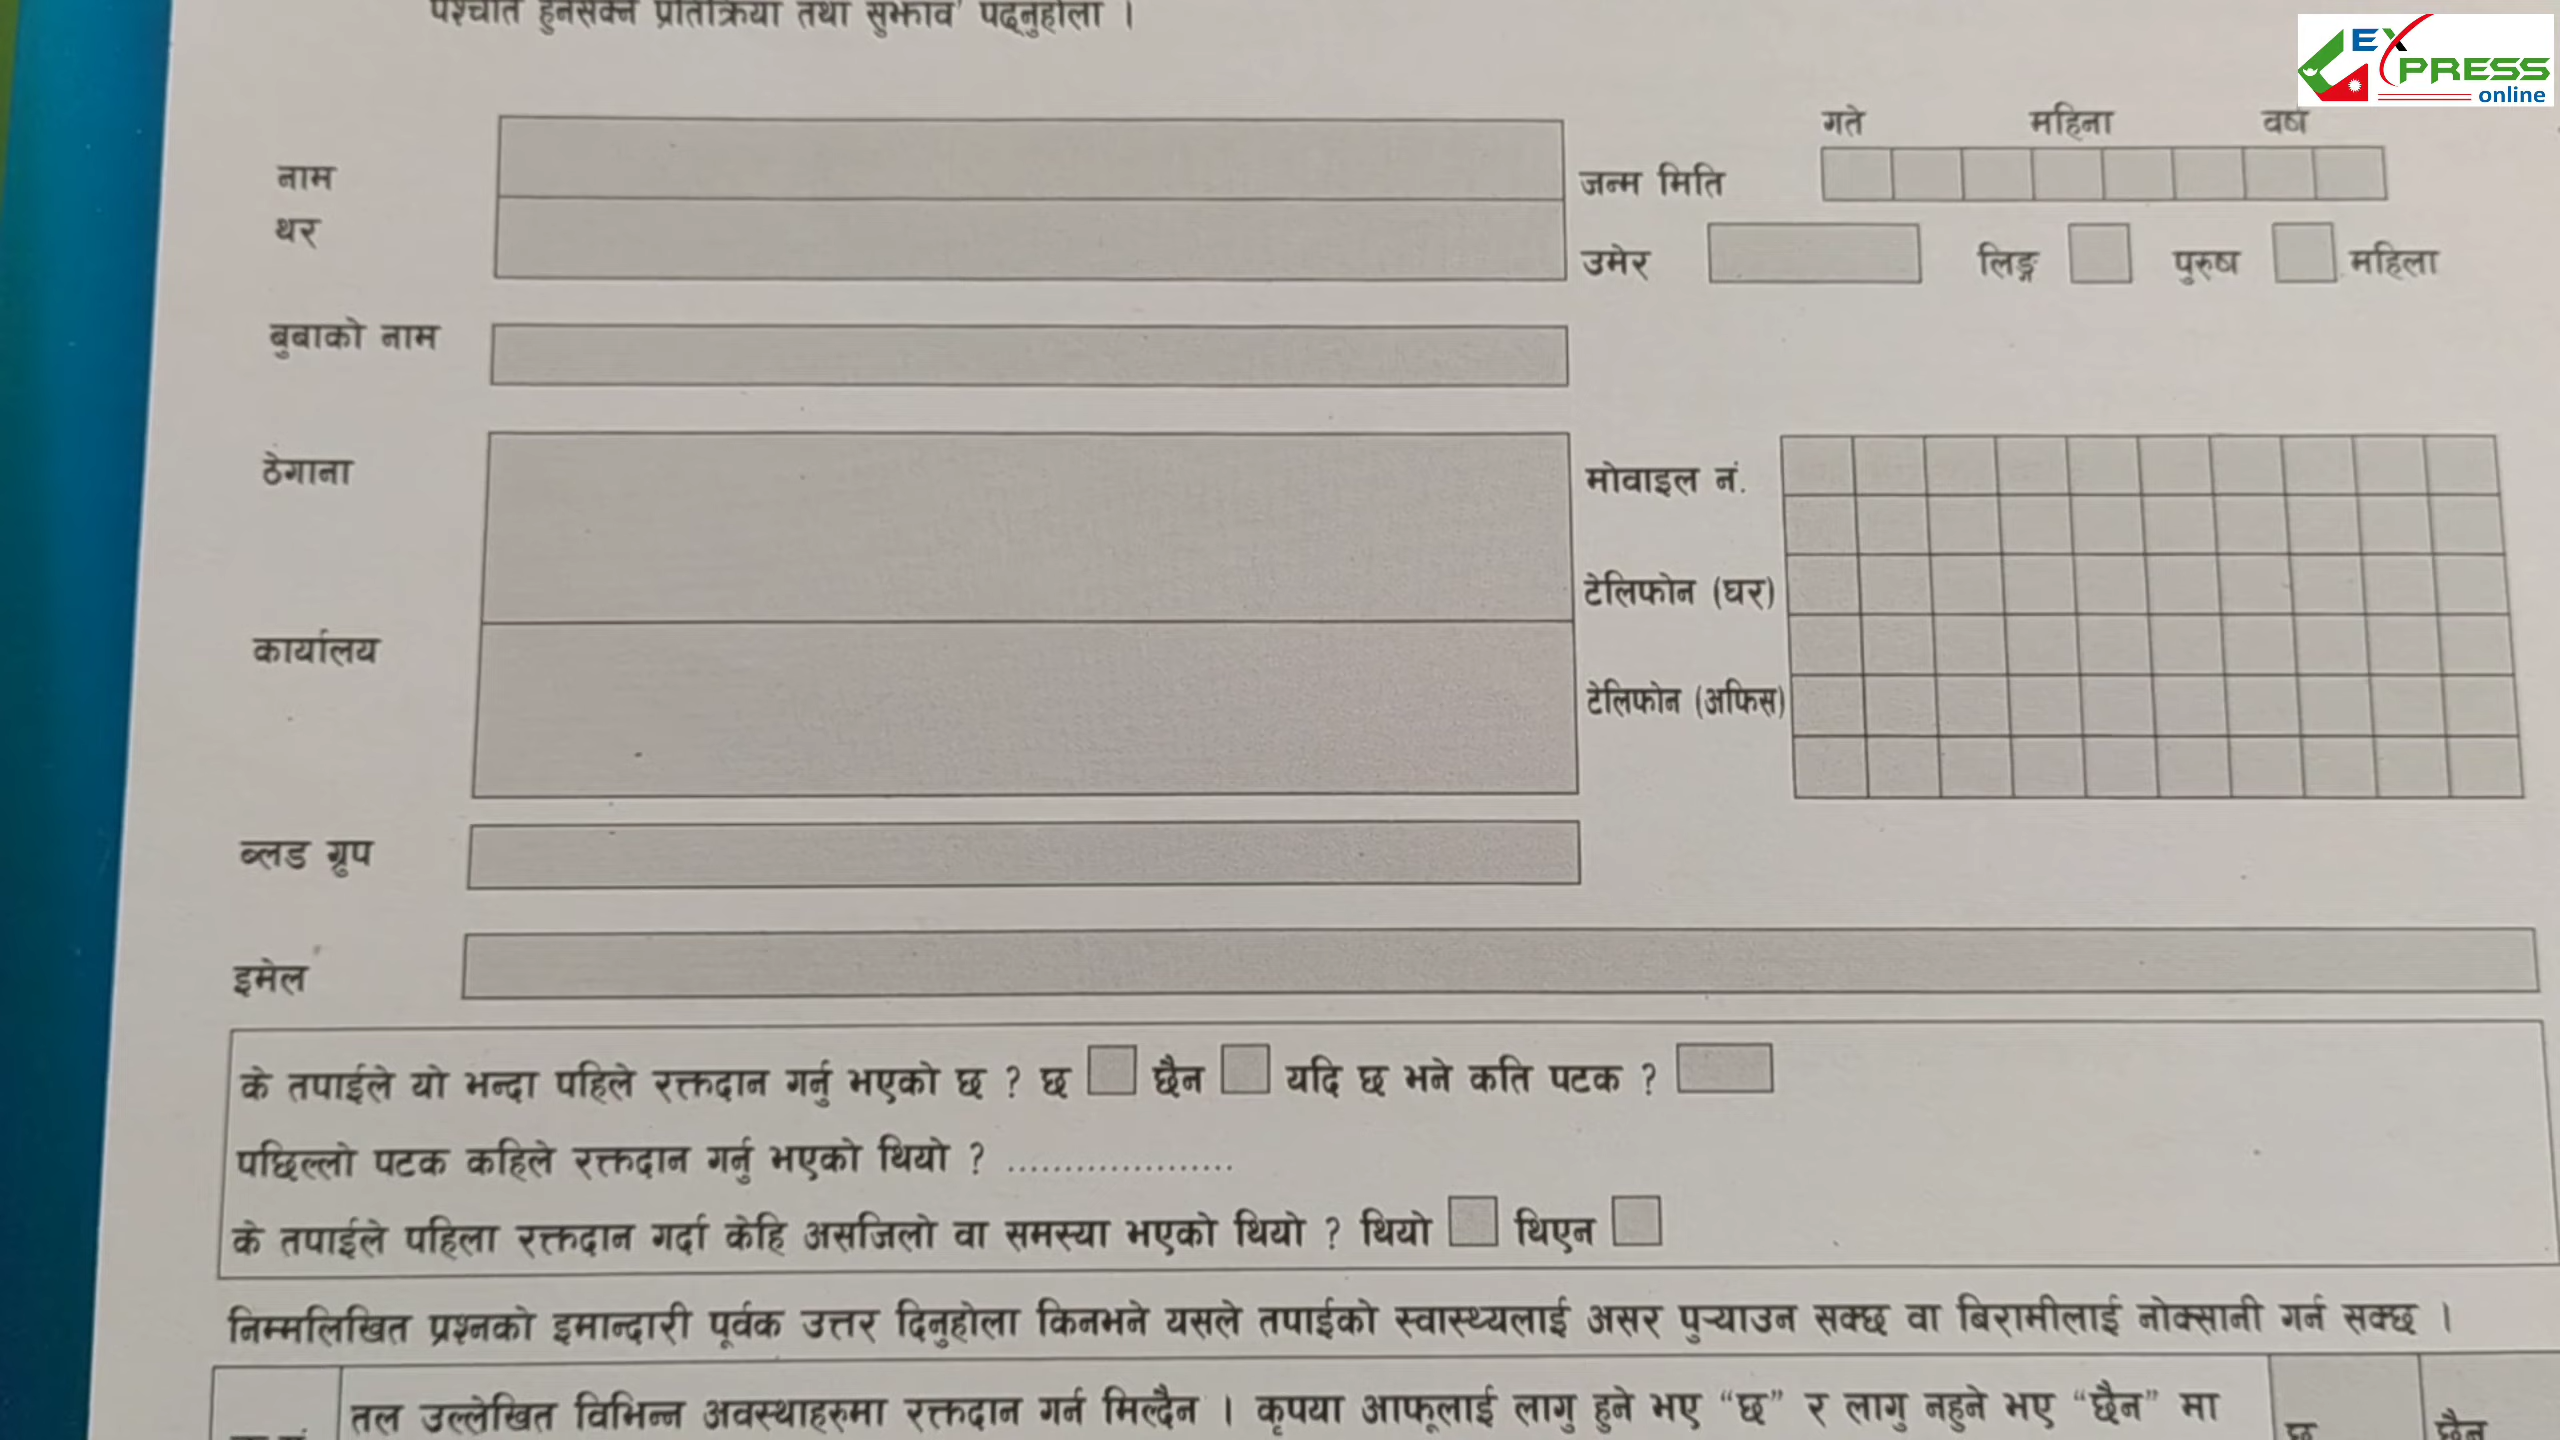 पश्चात हुनसक्ने प्रतिक्रिया तथा सुझाव' पढ्नुहोला ।
EXPRESS
online
गते महिना वर्ष
नाम
जन्म मिति
थर
उमेर लिङ्ग पुरुष महिला
बुबाको नाम
ठेगाना
मोवाइल नं.
टेलिफोन (घर)
कार्यालय
टेलिफोन (अफिस)
ब्लड ग्रुप
इमेल
के तपाईले यो भन्दा पहिले रक्तदान गर्नु भएको छ ? छ छैन यदि छ भने कति पटक ?
पछिल्लो पटक कहिले रक्तदान गर्नु भएको थियो ? ....................
के तपाईले पहिला रक्तदान गर्दा केहि असजिलो वा समस्या भएको थियो ? थियो थिएन
निम्मलिखित प्रश्नको इमान्दारी पूर्वक उत्तर दिनुहोला किनभने यसले तपाईको स्वास्थ्यलाई असर पुऱ्याउन सक्छ वा बिरामीलाई नोक्सानी गर्न सक्छ ।
तल उल्लेखित विभिन्न अवस्थाहरुमा रक्तदान गर्न मिल्दैन । कृपया आफूलाई लागु हुने भए “छ” र लागु नहुने भए “छैन” मा
छ छैन